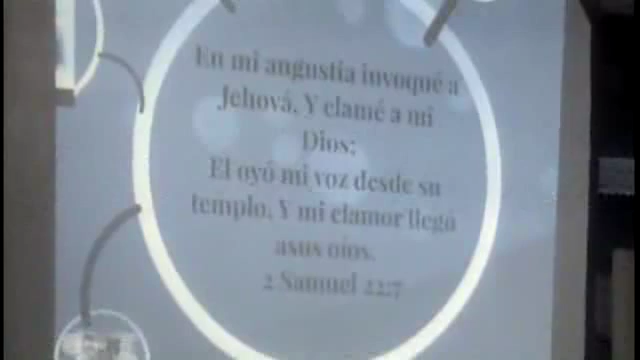 En mi angustia invoqué a
Jehová, Y clamé a mi
Dios;
El oyó mi voz desde su
templo, Y mi clamor llegó
asus oíos.
2 Samuel 22:7